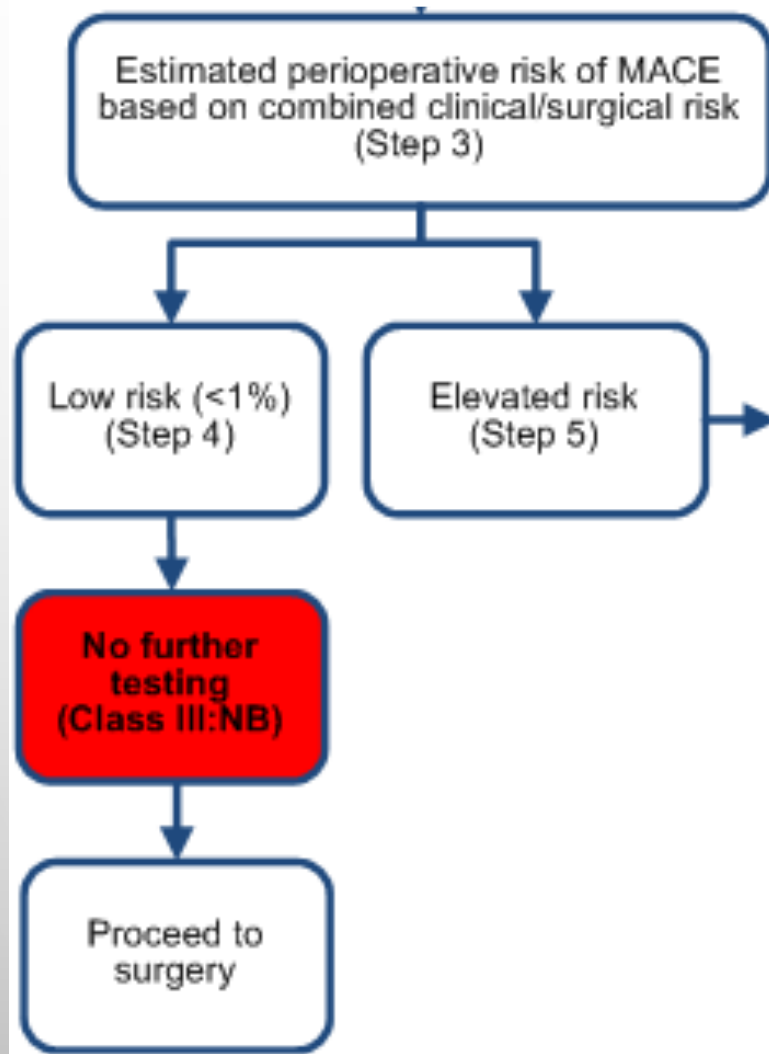 Estimated perioperative risk of MACE
based on combined clinical/surgical risk
(Step 3)
Low risk (<1%)
(Step 4)
Elevated risk
(Step 5)
No further
testing
(Class III:NB)
Proceed to
surgery